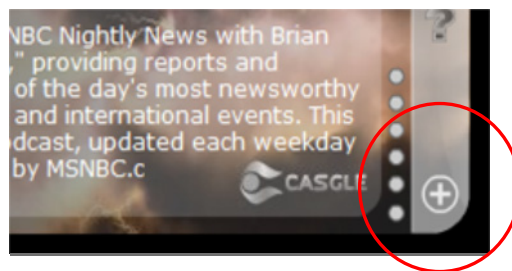 NBC Nightly News with Brian
," providing reports and
of the day's most newsworthy
and international events. This
dcast, updated each weekday
by MSNBC.c
CASGLE
?